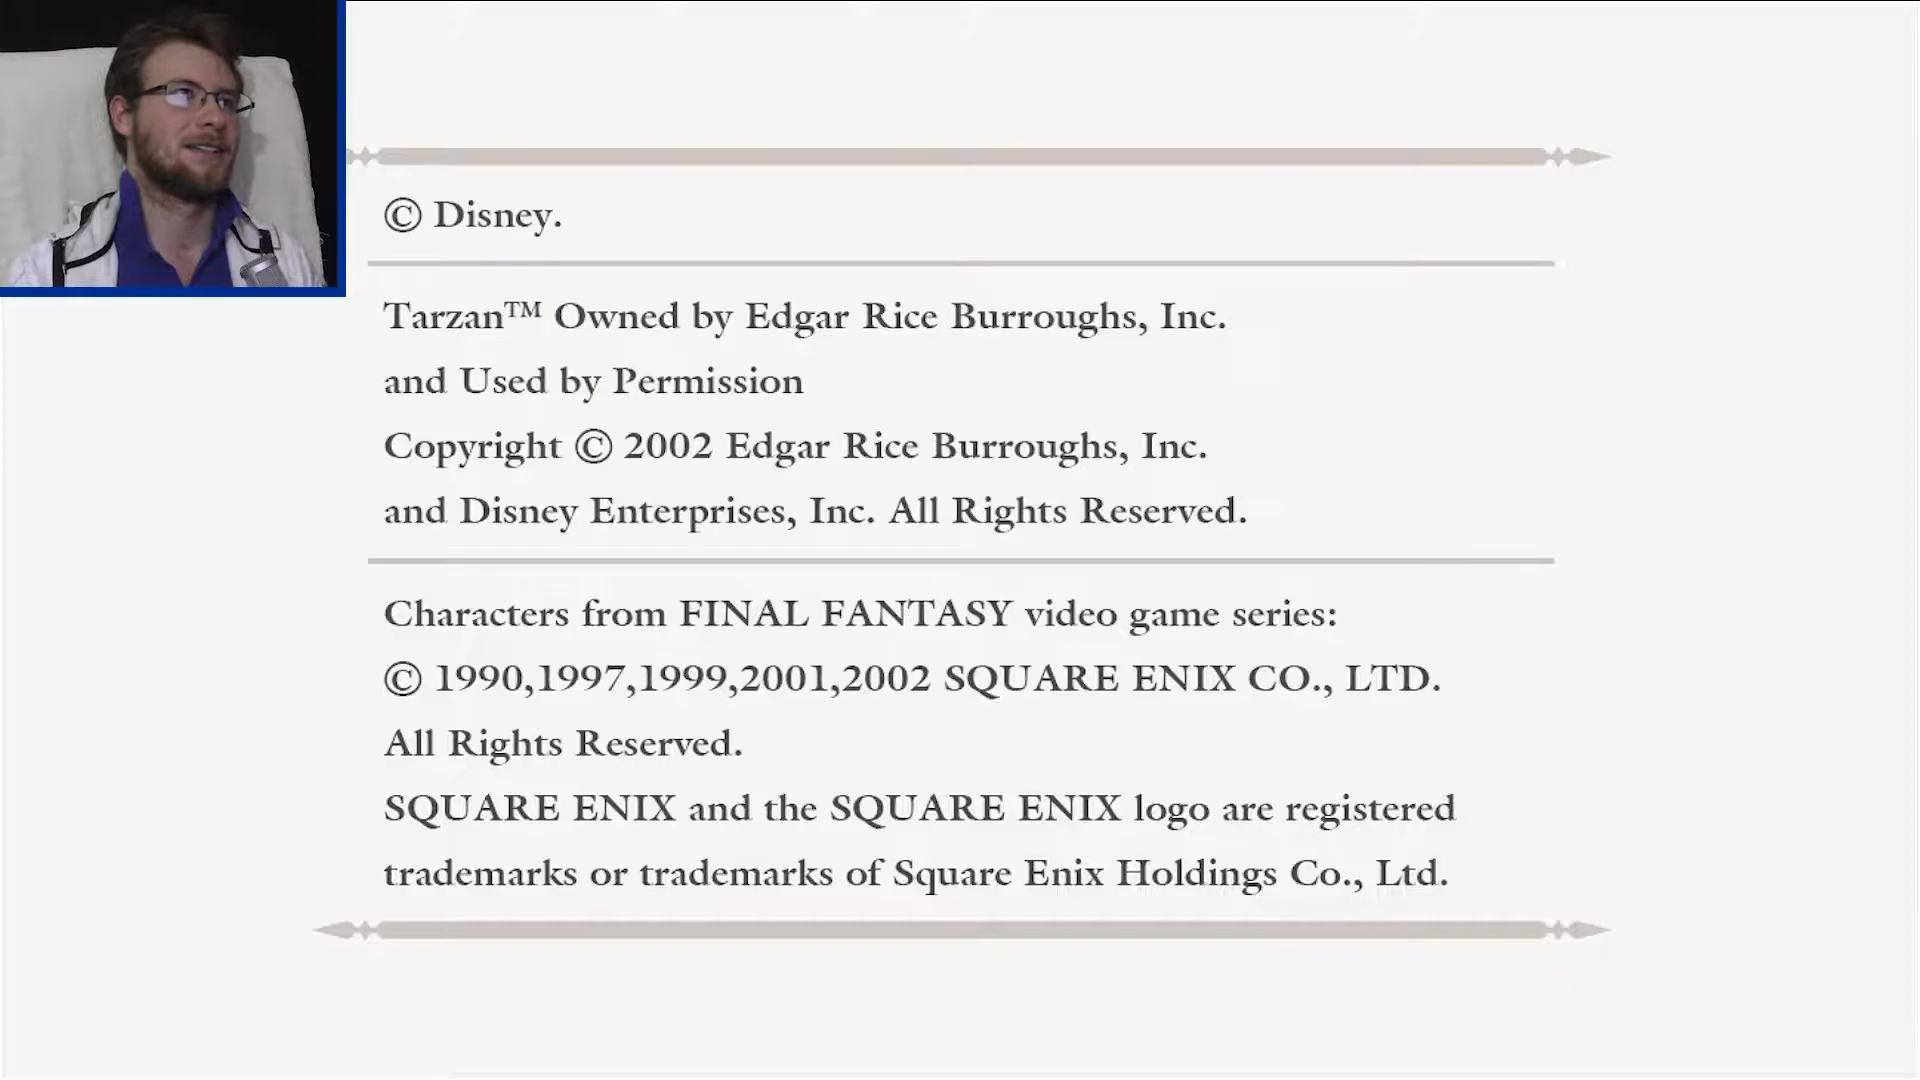 © Disney.
Tarzan™ Owned by Edgar Rice Burroughs, Inc.
and Used by Permission
Copyright © 2002 Edgar Rice Burroughs, Inc.
and Disney Enterprises, Inc. All Rights Reserved.
Characters from FINAL FANTASY video game series:
© 1990,1997,1999,2001,2002 SQUARE ENIX CO., LTD.
All Rights Reserved.
SQUARE ENIX and the SQUARE ENIX logo are registered
trademarks or trademarks of Square Enix Holdings Co., Ltd.